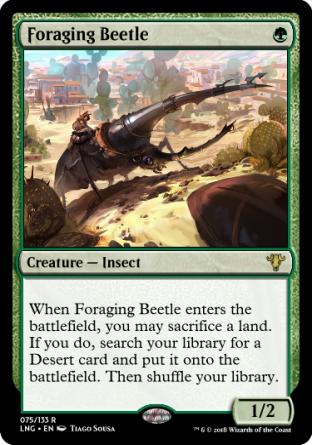 Foraging Beetle
Creature — Insect
When Foraging Beetle enters the
battlefield, you may sacrifice a land.
If you do, search your library for a
Desert card and put it onto the
battlefield. Then shuffle your library.
1/2
075/133 R
LNG • EN Tiago Sousa
™ & © 2018 Wizards of the Coast